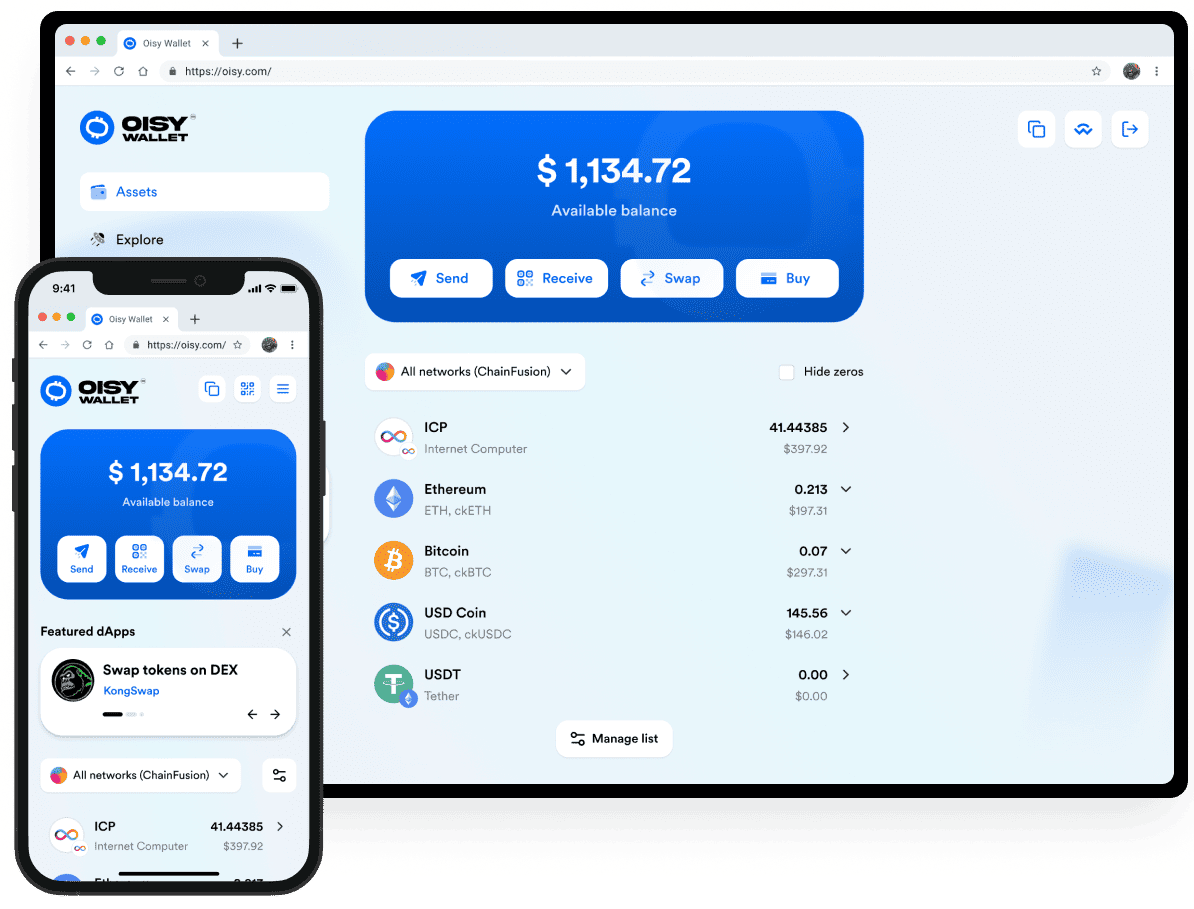 Oisy Wallet
https://oisy.com/
OISY
WALLET
Assets
Explore
$ 1,134.72
Available balance
Send
Receive
Swap
Buy
All networks (ChainFusion)
Hide zeros
ICP
41.44385
Internet Computer
$397.92
Ethereum
0.213
ETH, ckETH
$197.31
Bitcoin
0.07
BTC, ckBTC
$297.31
USD Coin
145.56
USDC, ckUSDC
$146.02
USDT
0.00
Tether
$0.00
Manage list
9:41
Oisy Wallet
https://oisy.com/
OISY
WALLET
$ 1,134.72
Available balance
Send
Receive
Swap
Buy
Featured dApps
Swap tokens on DEX
KongSwap
All networks (ChainFusion)
ICP
41.44385
Internet Computer
$397.92